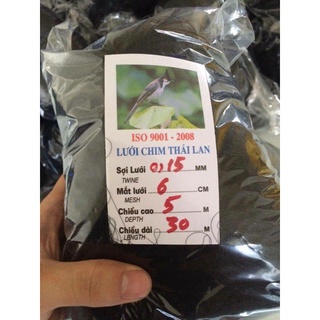 ISO 9001 - 2008
LƯỚI CHIM THÁI LAN
Sợi Lưới 0,15 MM
TWINE
Mắt lưới 6 CM
MESH
Chiều cao 5 M
DEPTH
Chiều dài 30 M
LENGTH